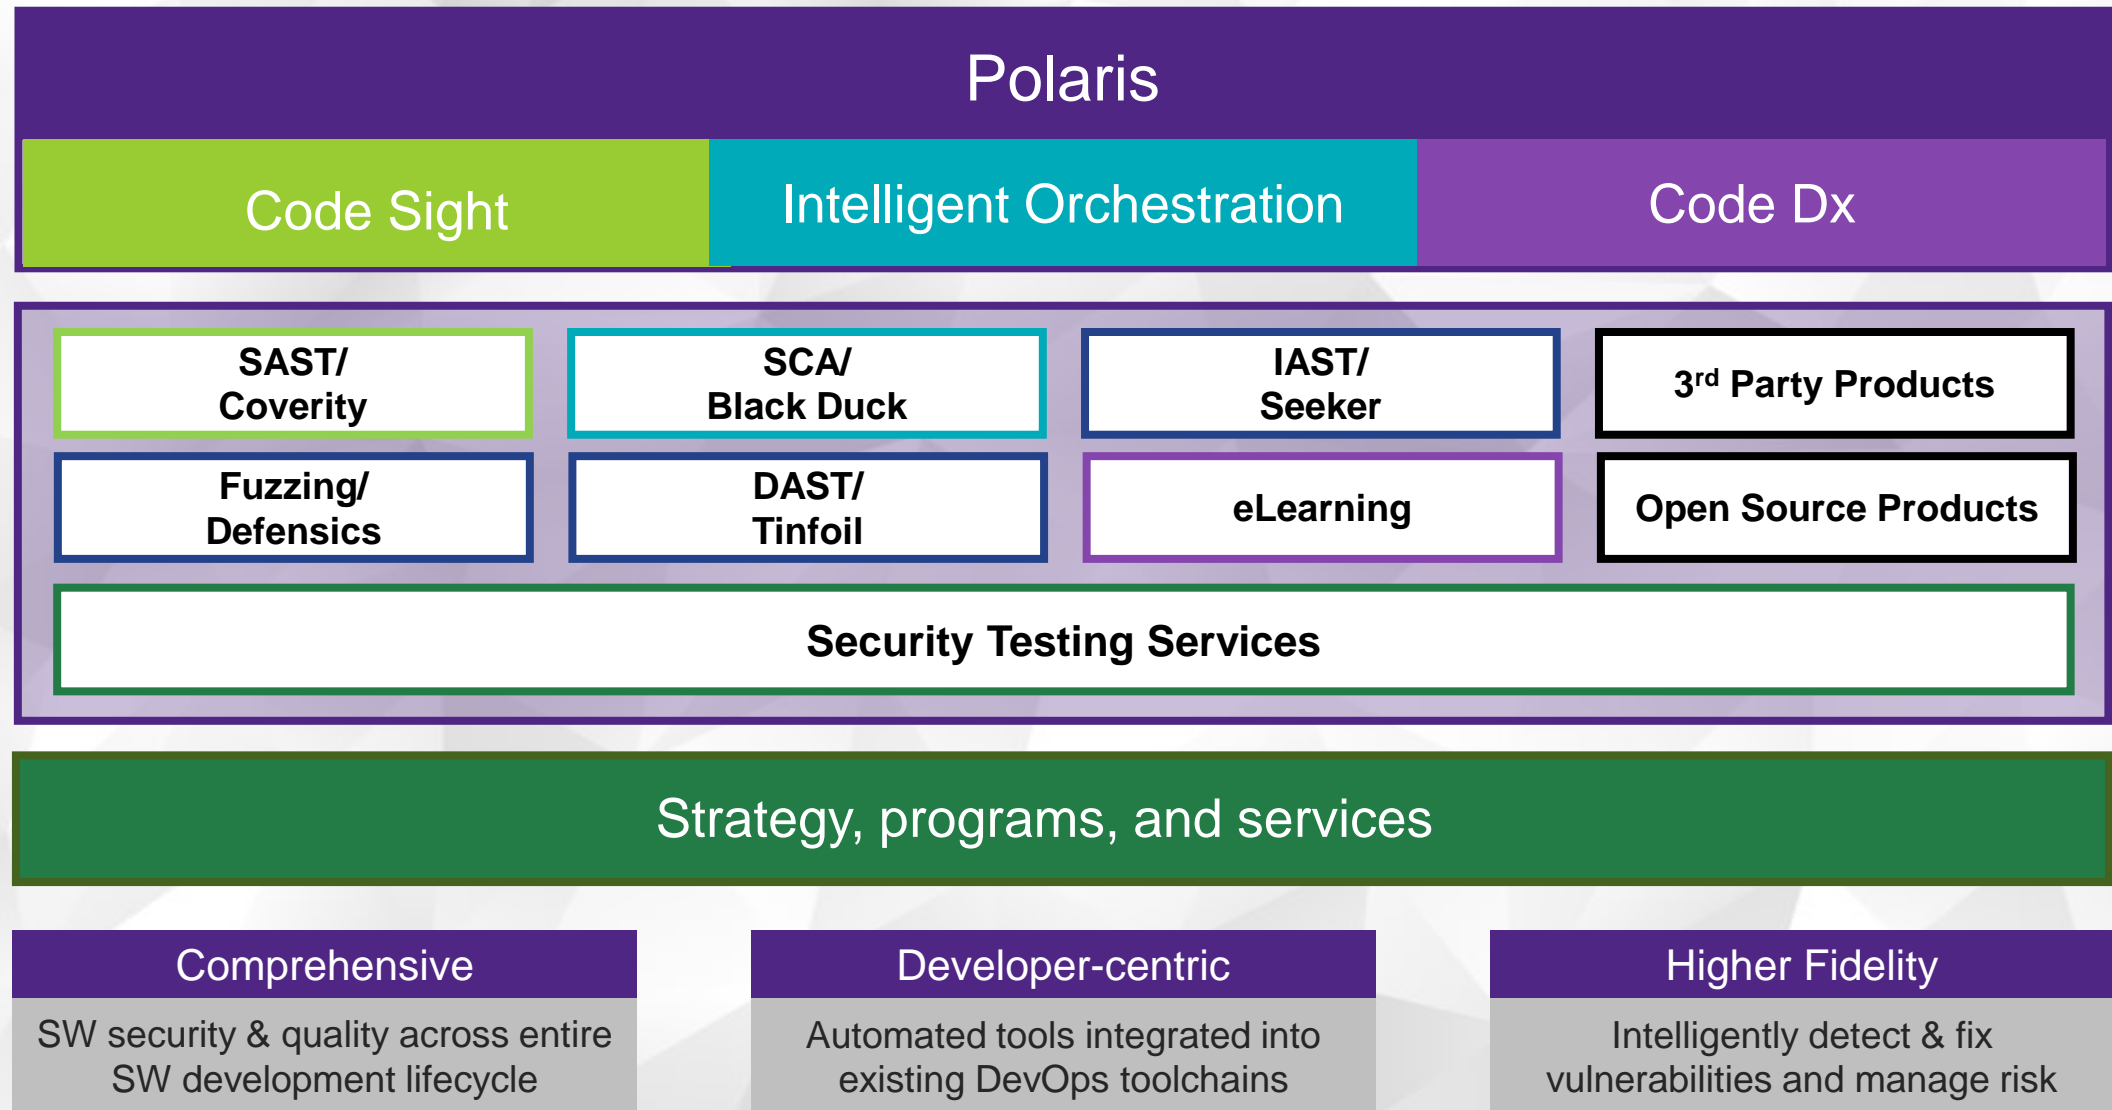 Polaris
Code Sight
Intelligent Orchestration
Code Dx
SAST/
Coverity
SCA/
Black Duck
IAST/
Seeker
3rd Party Products
Fuzzing/
Defensics
DAST/
Tinfoil
eLearning
Open Source Products
Security Testing Services
Strategy, programs, and services
Comprehensive
SW security & quality across entire
SW development lifecycle
Developer-centric
Automated tools integrated into
existing DevOps toolchains
Higher Fidelity
Intelligently detect & fix
vulnerabilities and manage risk